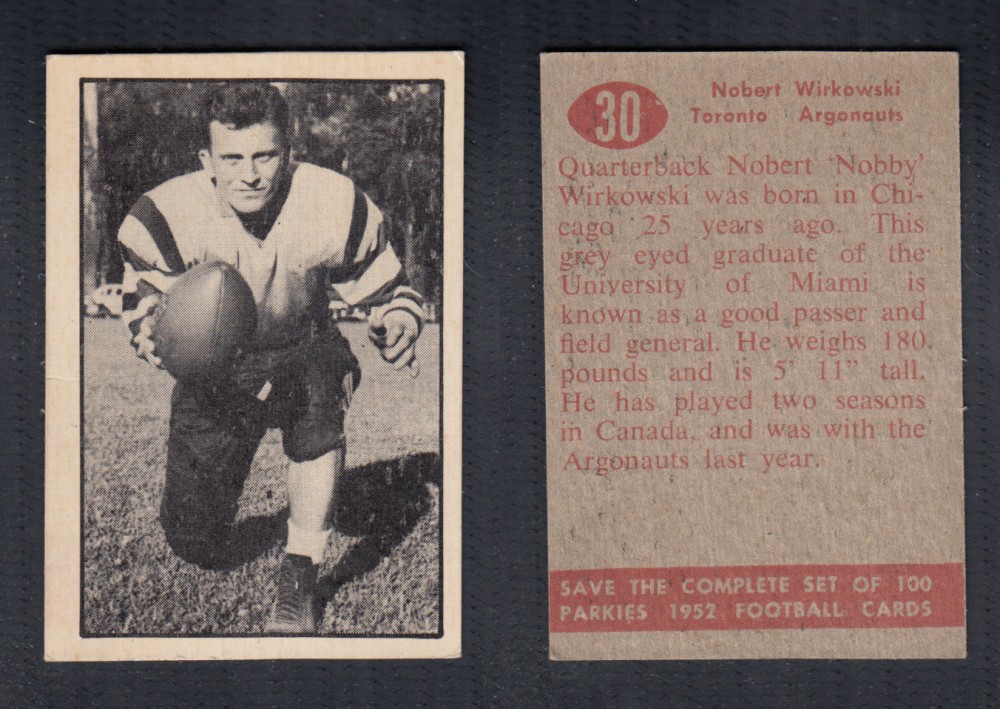 30
Nobert Wirkowski
Toronto Argonauts
Quarterback Nobert 'Nobby'
Wirkowski was born in Chi-
cago 25 years ago. This
grey eyed graduate of the
University of Miami is
known as a good passer and
field general. He weighs 180
pounds and is 5' 11" tall.
He has played two seasons
in Canada, and was with the
Argonauts last year.
SAVE THE COMPLETE SET OF 100
PARKIES 1952 FOOTBALL CARDS